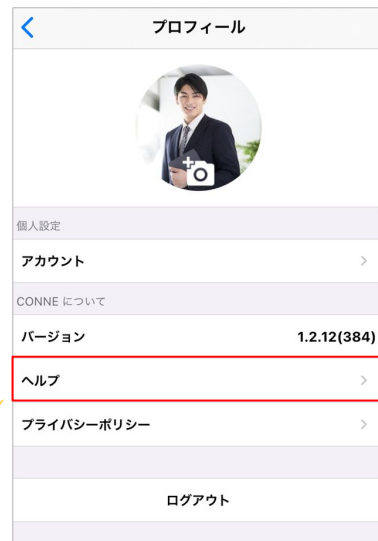 プロフィール
個人設定
アカウント
CONNE について
バージョン 1.2.12(384)
ヘルプ
プライバシーポリシー
ログアウト